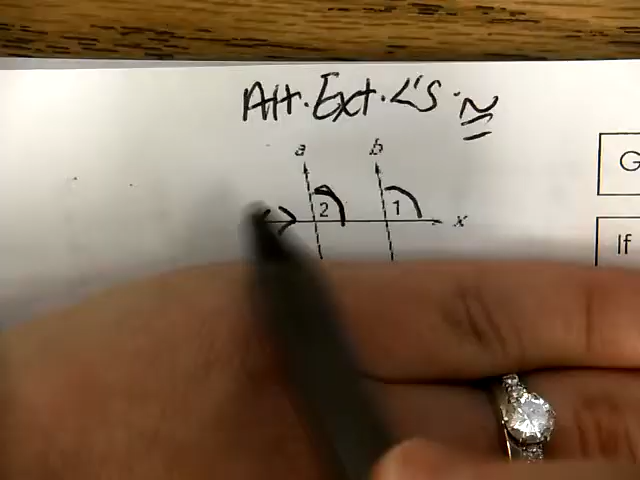 Alt. Ext. ∠'s ≅
a b
2 1 x
G
If